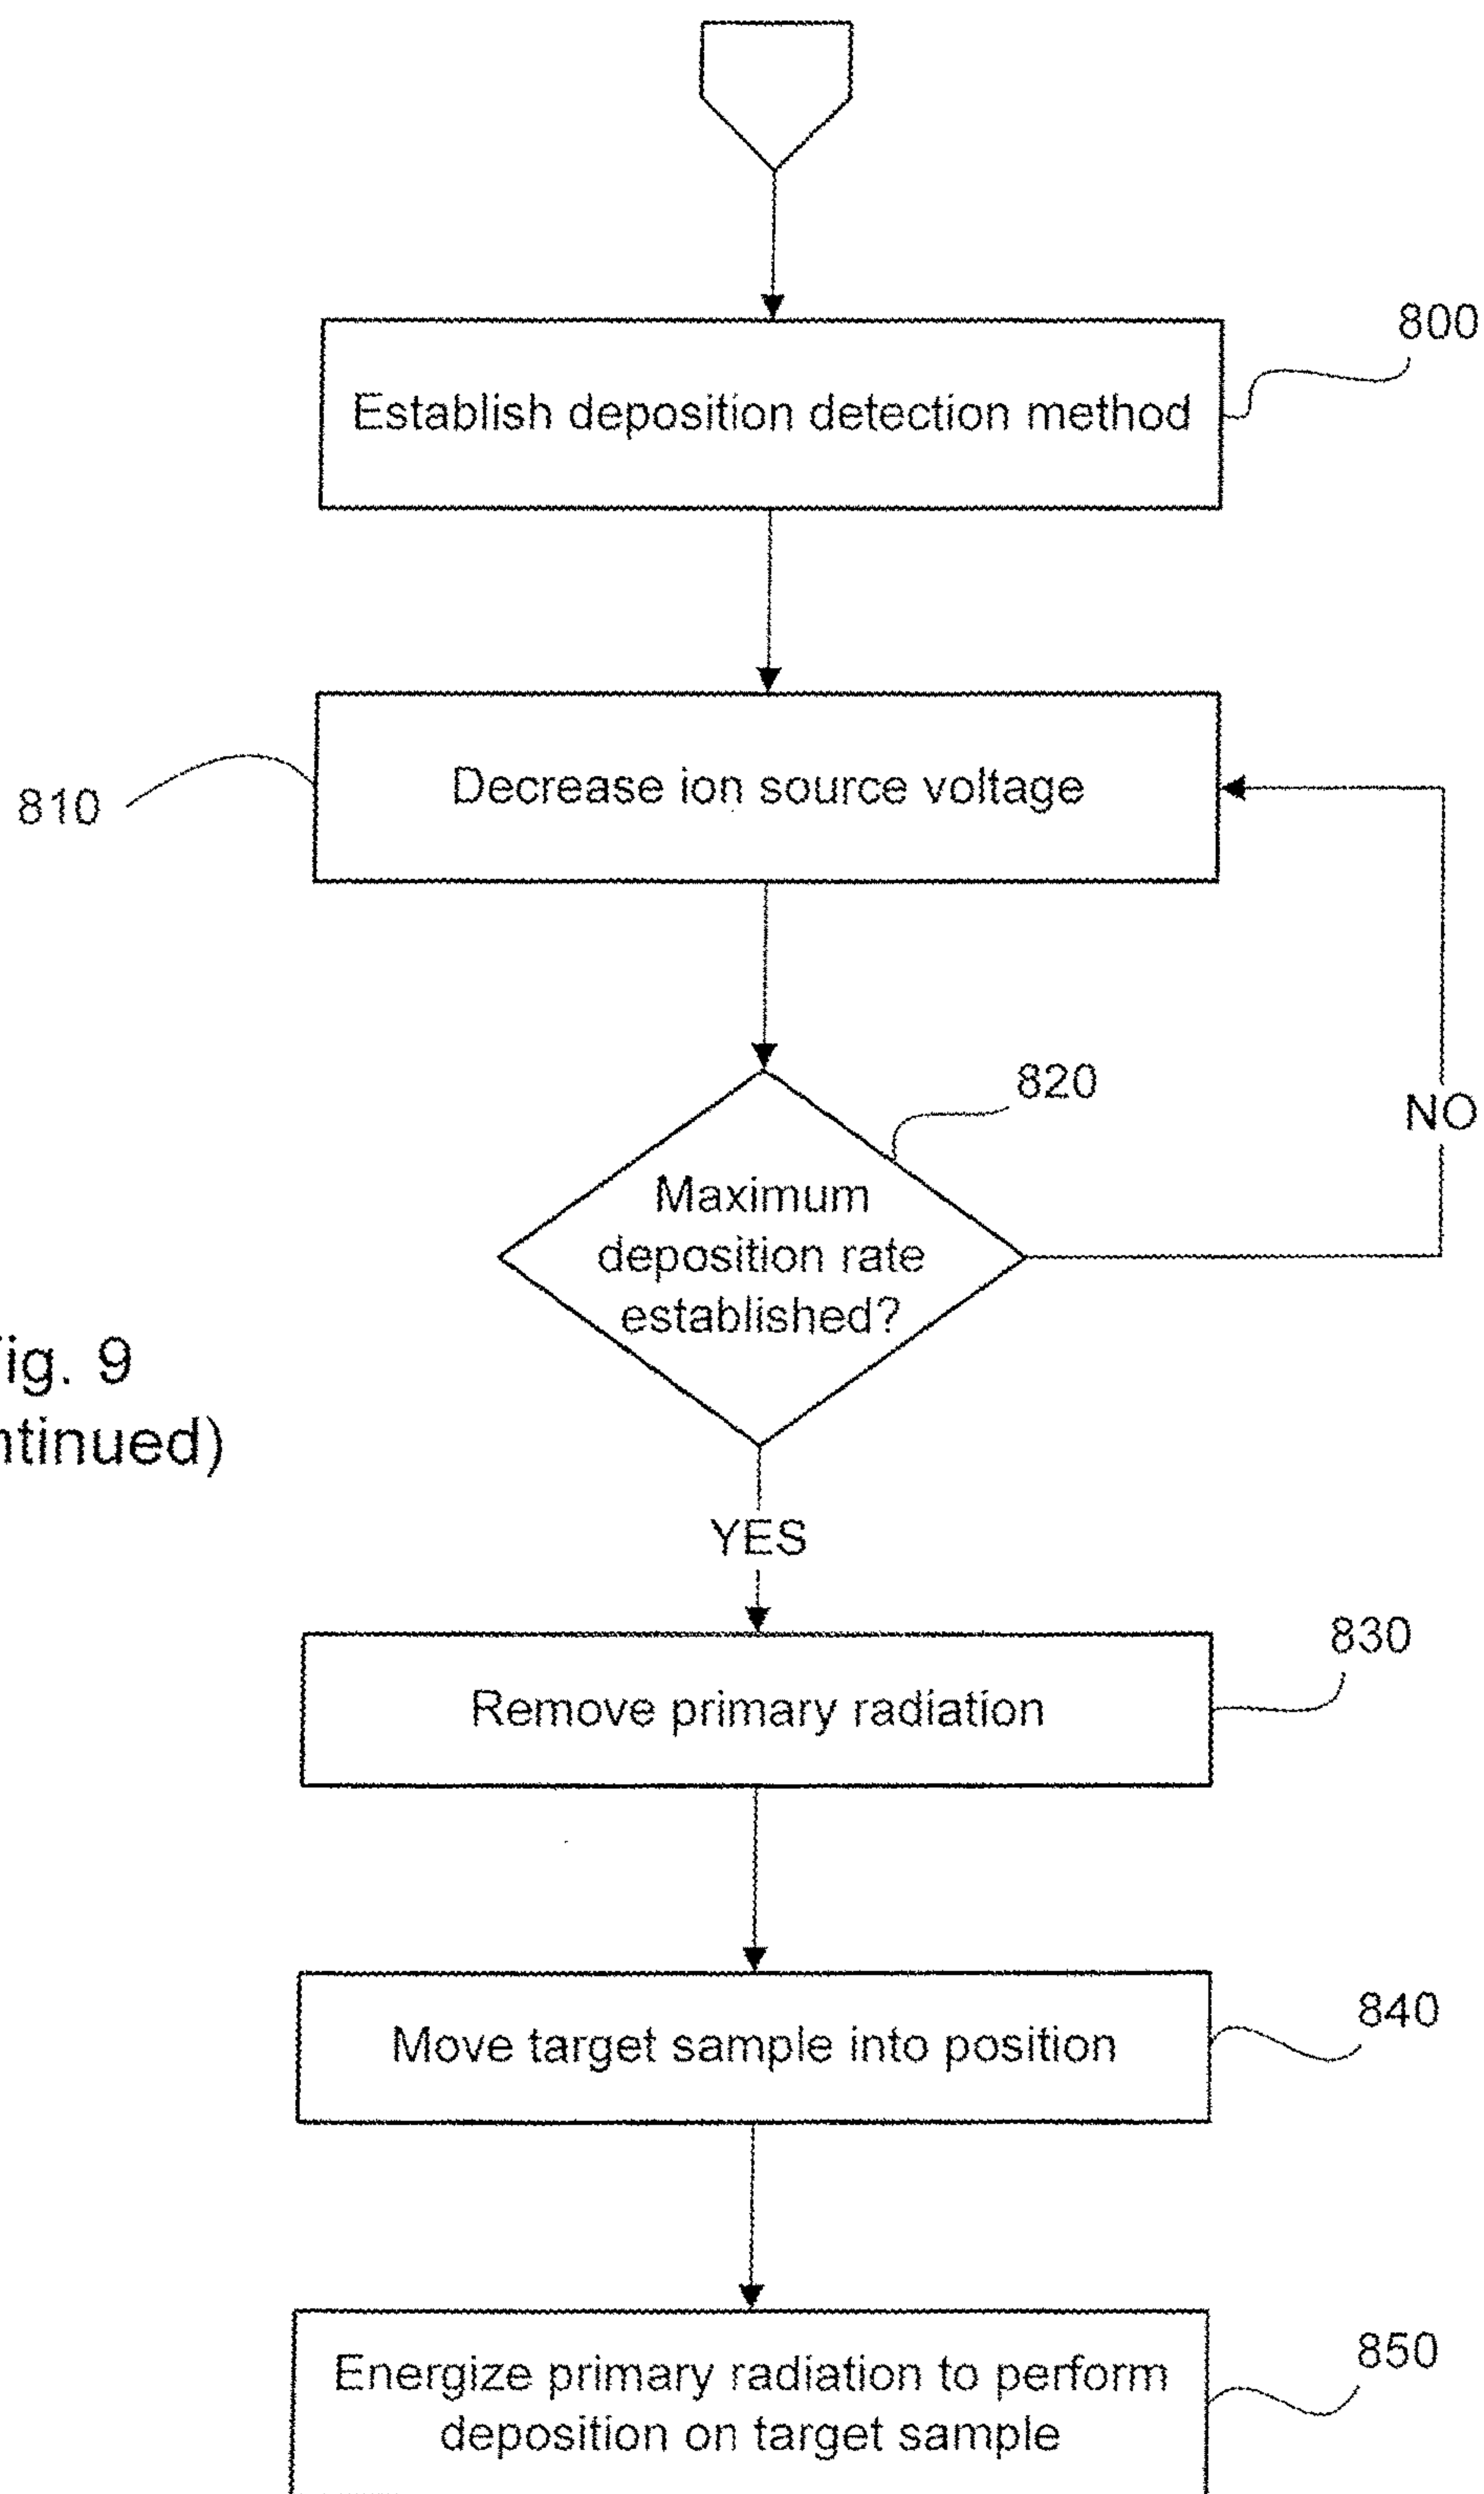 800
Establish deposition detection method
810
Decrease ion source voltage
820
NO
Maximum
deposition rate
established?
ig. 9
ntinued)
YES
830
Remove primary radiation
840
Move target sample into position
850
Energize primary radiation to perform
deposition on target sample